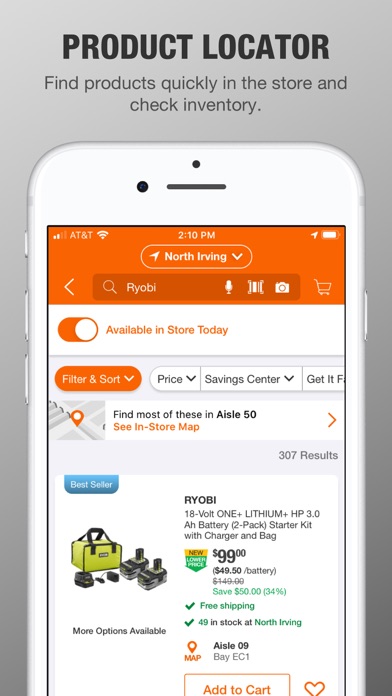 PRODUCT LOCATOR
Find products quickly in the store and
check inventory.
AT&T 2:10 PM
North Irving
Ryobi
Available in Store Today
Filter & Sort Price Savings Center Get It Fa
Find most of these in Aisle 50
See In-Store Map
307 Results
Best Seller
RYOBI
18-Volt ONE+ LITHIUM+ HP 3.0
Ah Battery (2-Pack) Starter Kit
with Charger and Bag
NEW LOWER PRICE $99.00
($49.50 /battery)
$149.00
Save $50.00 (34%)
Free shipping
49 in stock at North Irving
More Options Available
MAP
Aisle 09
Bay EC1
Add to Cart